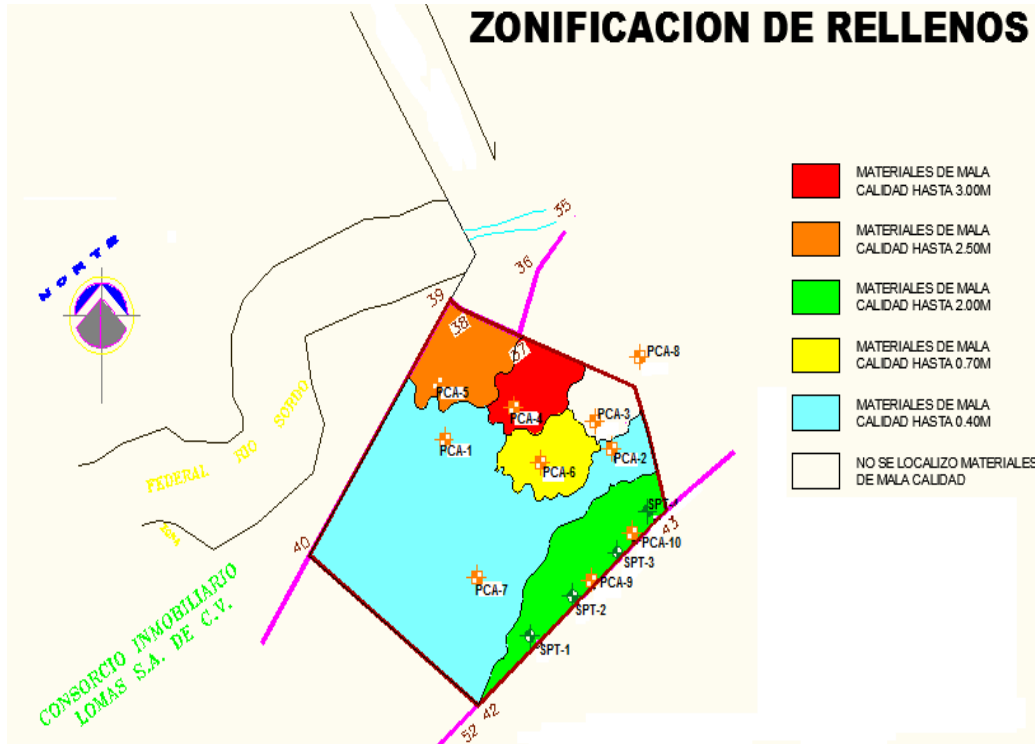 ZONIFICACION DE RELLENOS
MATERIALES DE MALA
CALIDAD HASTA 3.00M
MATERIALES DE MALA
CALIDAD HASTA 2.50M
MATERIALES DE MALA
CALIDAD HASTA 2.00M
MATERIALES DE MALA
CALIDAD HASTA 0.70M
MATERIALES DE MALA
CALIDAD HASTA 0.40M
NO SE LOCALIZO MATERIALES
DE MALA CALIDAD
NORTE
35
36
39
38
37
PCA-8
PCA-5
PCA-4
PCA-3
PCA-1
PCA-2
PCA-6
FEDERAL RIO SORDO
43
PCA-10
40
SPT-3
PCA-7
PCA-9
SPT-2
SPT-1
CONSORCIO INMOBILIARIO
LOMAS S.A. DE C.V.
42
52